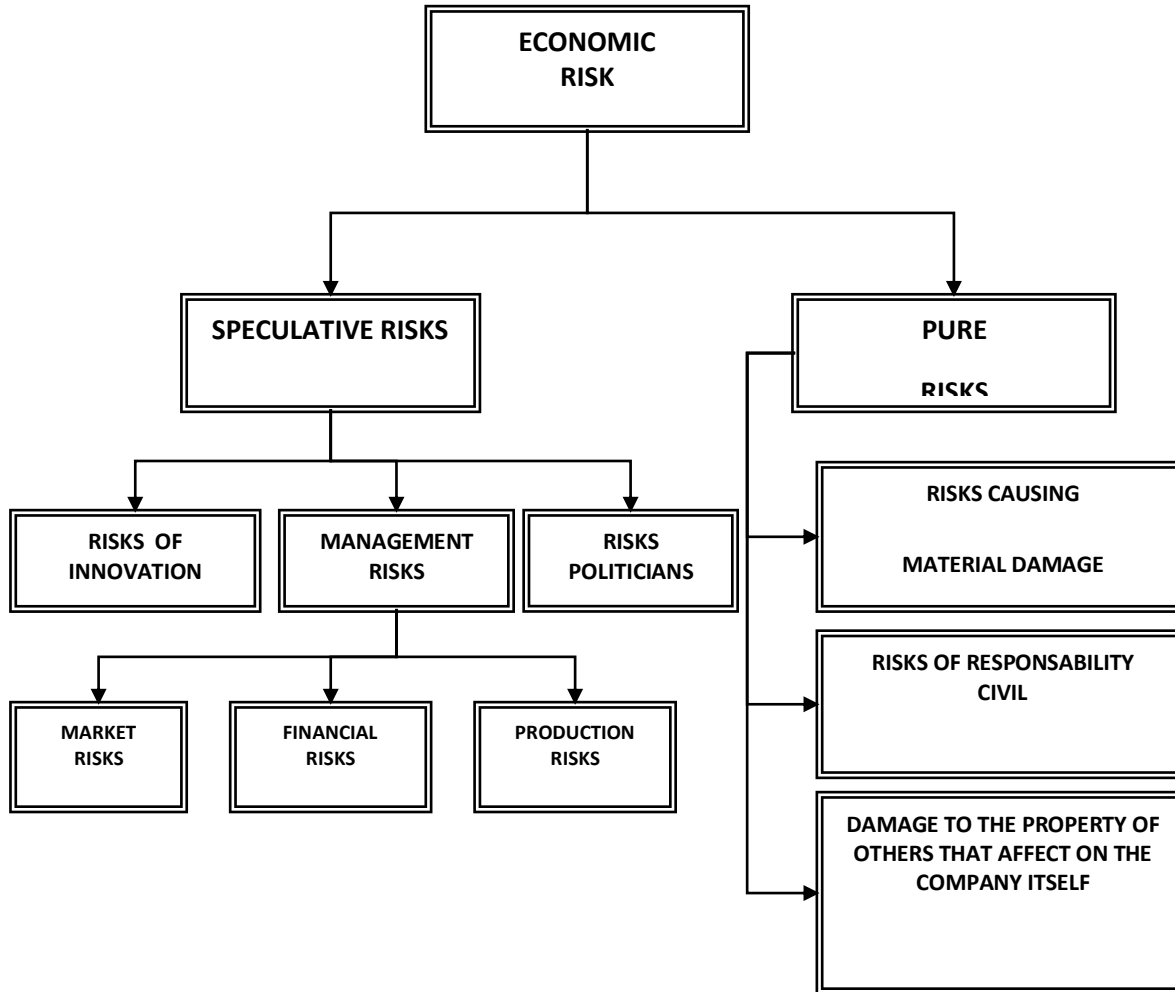 ECONOMIC
RISK
SPECULATIVE RISKS
PURE
RISKS
RISKS OF
INNOVATION
MANAGEMENT
RISKS
RISKS
POLITICIANS
MARKET
RISKS
FINANCIAL
RISKS
PRODUCTION
RISKS
RISKS CAUSING
MATERIAL DAMAGE
RISKS OF RESPONSABILITY
CIVIL
DAMAGE TO THE PROPERTY OF
OTHERS THAT AFFECT ON THE
COMPANY ITSELF